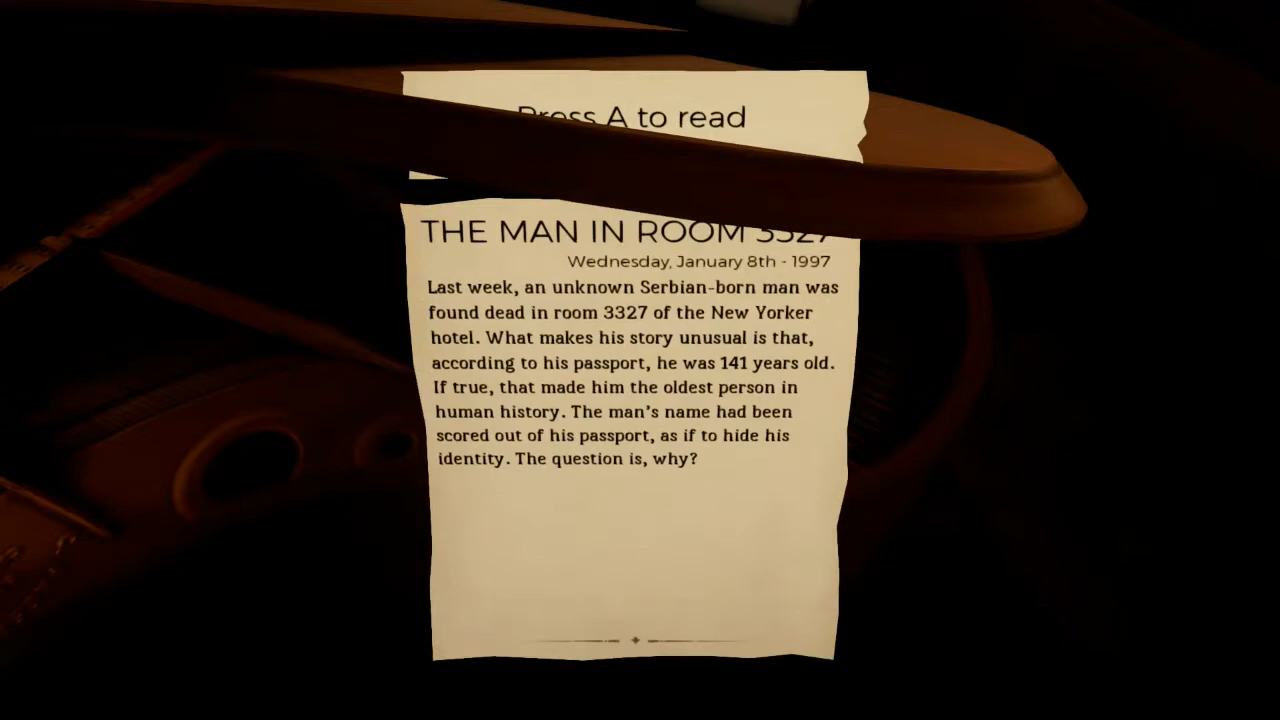 Press A to read
THE MAN IN ROOM 3327
Wednesday, January 8th - 1997
Last week, an unknown Serbian-born man was
found dead in room 3327 of the New Yorker
hotel. What makes his story unusual is that,
according to his passport, he was 141 years old.
If true, that made him the oldest person in
human history. The man's name had been
scored out of his passport, as if to hide his
identity. The question is, why?